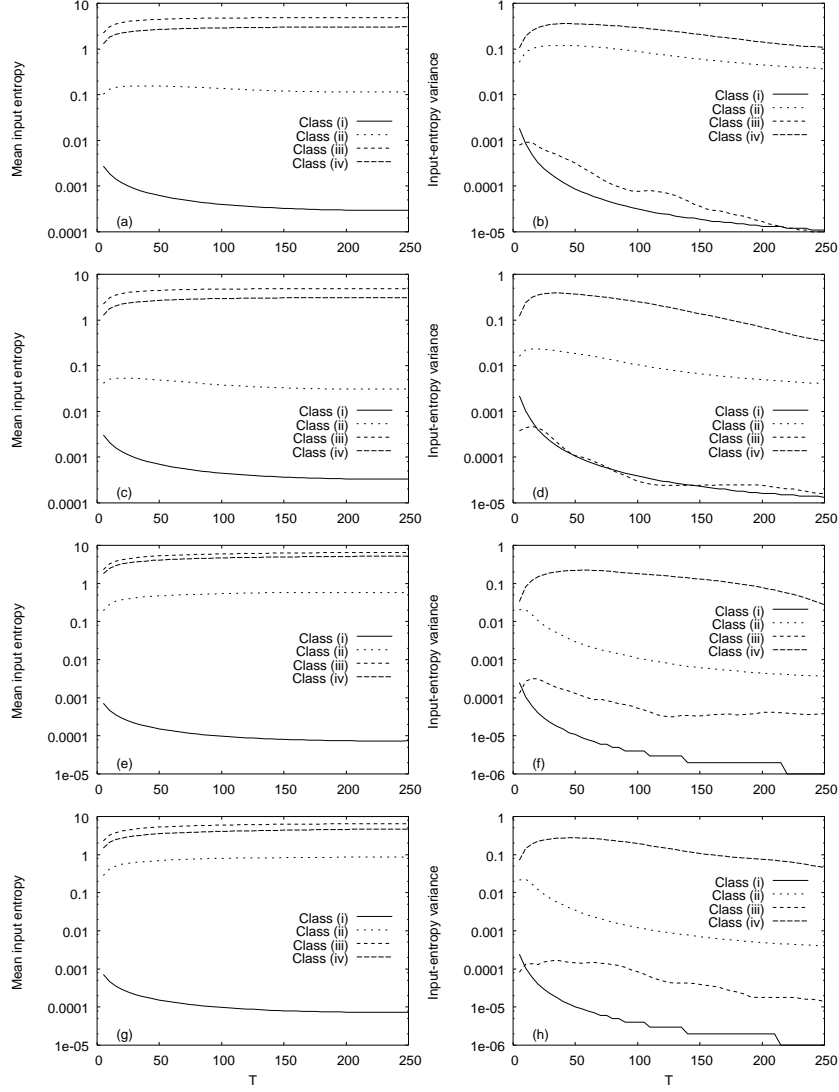 Mean input entropy
10
1
0.1
0.01
0.001
0.0001
0 50 100 150 200 250
Class (i)
Class (ii)
Class (iii)
Class (iv)
(a)
Input-entropy variance
1
0.1
0.01
0.001
0.0001
1e-05
0 50 100 150 200 250
Class (i)
Class (ii)
Class (iii)
Class (iv)
(b)
Mean input entropy
10
1
0.1
0.01
0.001
0.0001
0 50 100 150 200 250
Class (i)
Class (ii)
Class (iii)
Class (iv)
(c)
Input-entropy variance
1
0.1
0.01
0.001
0.0001
1e-05
0 50 100 150 200 250
Class (i)
Class (ii)
Class (iii)
Class (iv)
(d)
Mean input entropy
10
1
0.1
0.01
0.001
0.0001
1e-05
0 50 100 150 200 250
Class (i)
Class (ii)
Class (iii)
Class (iv)
(e)
Input-entropy variance
1
0.1
0.01
0.001
0.0001
1e-05
1e-06
0 50 100 150 200 250
Class (i)
Class (ii)
Class (iii)
Class (iv)
(f)
Mean input entropy
10
1
0.1
0.01
0.001
0.0001
1e-05
0 50 100 150 200 250
T
Class (i)
Class (ii)
Class (iii)
Class (iv)
(g)
Input-entropy variance
1
0.1
0.01
0.001
0.0001
1e-05
1e-06
0 50 100 150 200 250
T
Class (i)
Class (ii)
Class (iii)
Class (iv)
(h)